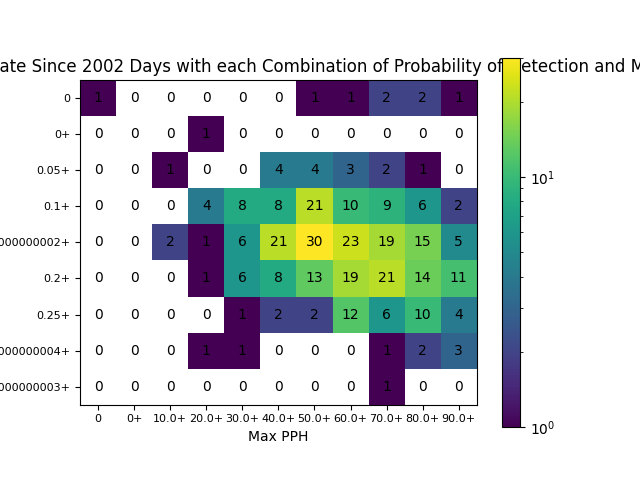 ate Since 2002 Days with each Combination of Probability of Detection and M
0 1 0 0 0 0 0 1 1 2 2 1
0+ 0 0 0 1 0 0 0 0 0 0 0
0.05+ 0 0 1 0 0 4 4 3 2 1 0
0.1+ 0 0 0 4 8 8 21 10 9 6 2
000000002+ 0 0 2 1 6 21 30 23 19 15 5
0.2+ 0 0 0 1 6 8 13 19 21 14 11
0.25+ 0 0 0 0 1 2 2 12 6 10 4
000000004+ 0 0 0 1 1 0 0 0 1 2 3
000000003+ 0 0 0 0 0 0 0 0 1 0 0
0 0+ 10.0+ 20.0+ 30.0+ 40.0+ 50.0+ 60.0+ 70.0+ 80.0+ 90.0+
Max PPH
10¹
10⁰